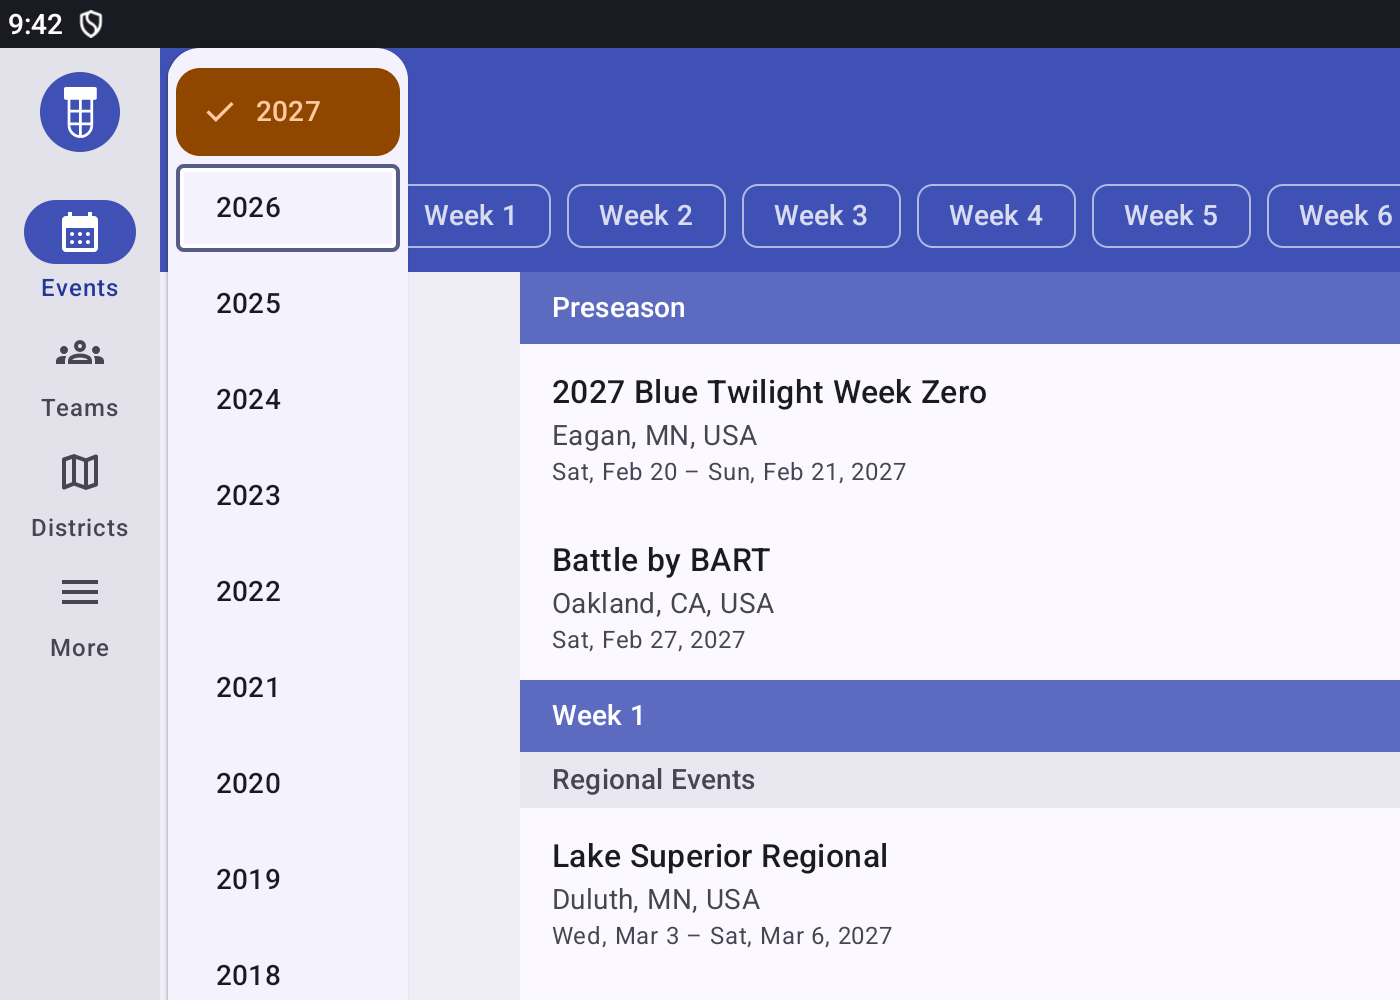 9:42
Events
Teams
Districts
More
2027
2026
2025
2024
2023
2022
2021
2020
2019
2018
Week 1
Week 2
Week 3
Week 4
Week 5
Week 6
Preseason
2027 Blue Twilight Week Zero
Eagan, MN, USA
Sat, Feb 20 – Sun, Feb 21, 2027
Battle by BART
Oakland, CA, USA
Sat, Feb 27, 2027
Week 1
Regional Events
Lake Superior Regional
Duluth, MN, USA
Wed, Mar 3 – Sat, Mar 6, 2027